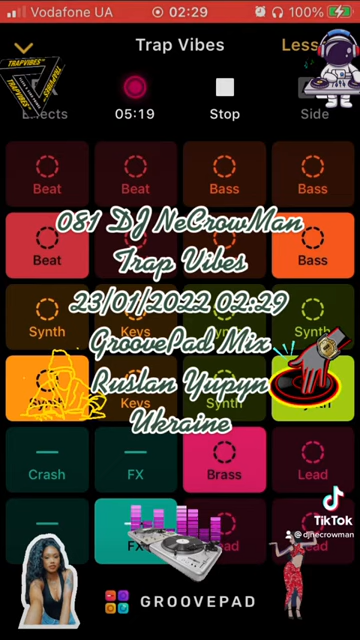 Vodafone UA
02:29
100%
Trap Vibes
Less
TRAPVIBES
TRAPVIBES
Effects
05:19
Stop
Side
Beat
Beat
Bass
Bass
081 DJ NeCrowMan
Beat
Bass
Trap Vibes
23/01/2022 02:29
Synth
Keys
Synth
GroovePad Mix
Ruslan Yupyn
Keys
Synth
Synth
Ukraine
Crash
FX
Brass
Lead
TikTok
@djnecrowman
FX
Lead
GROOVEPAD